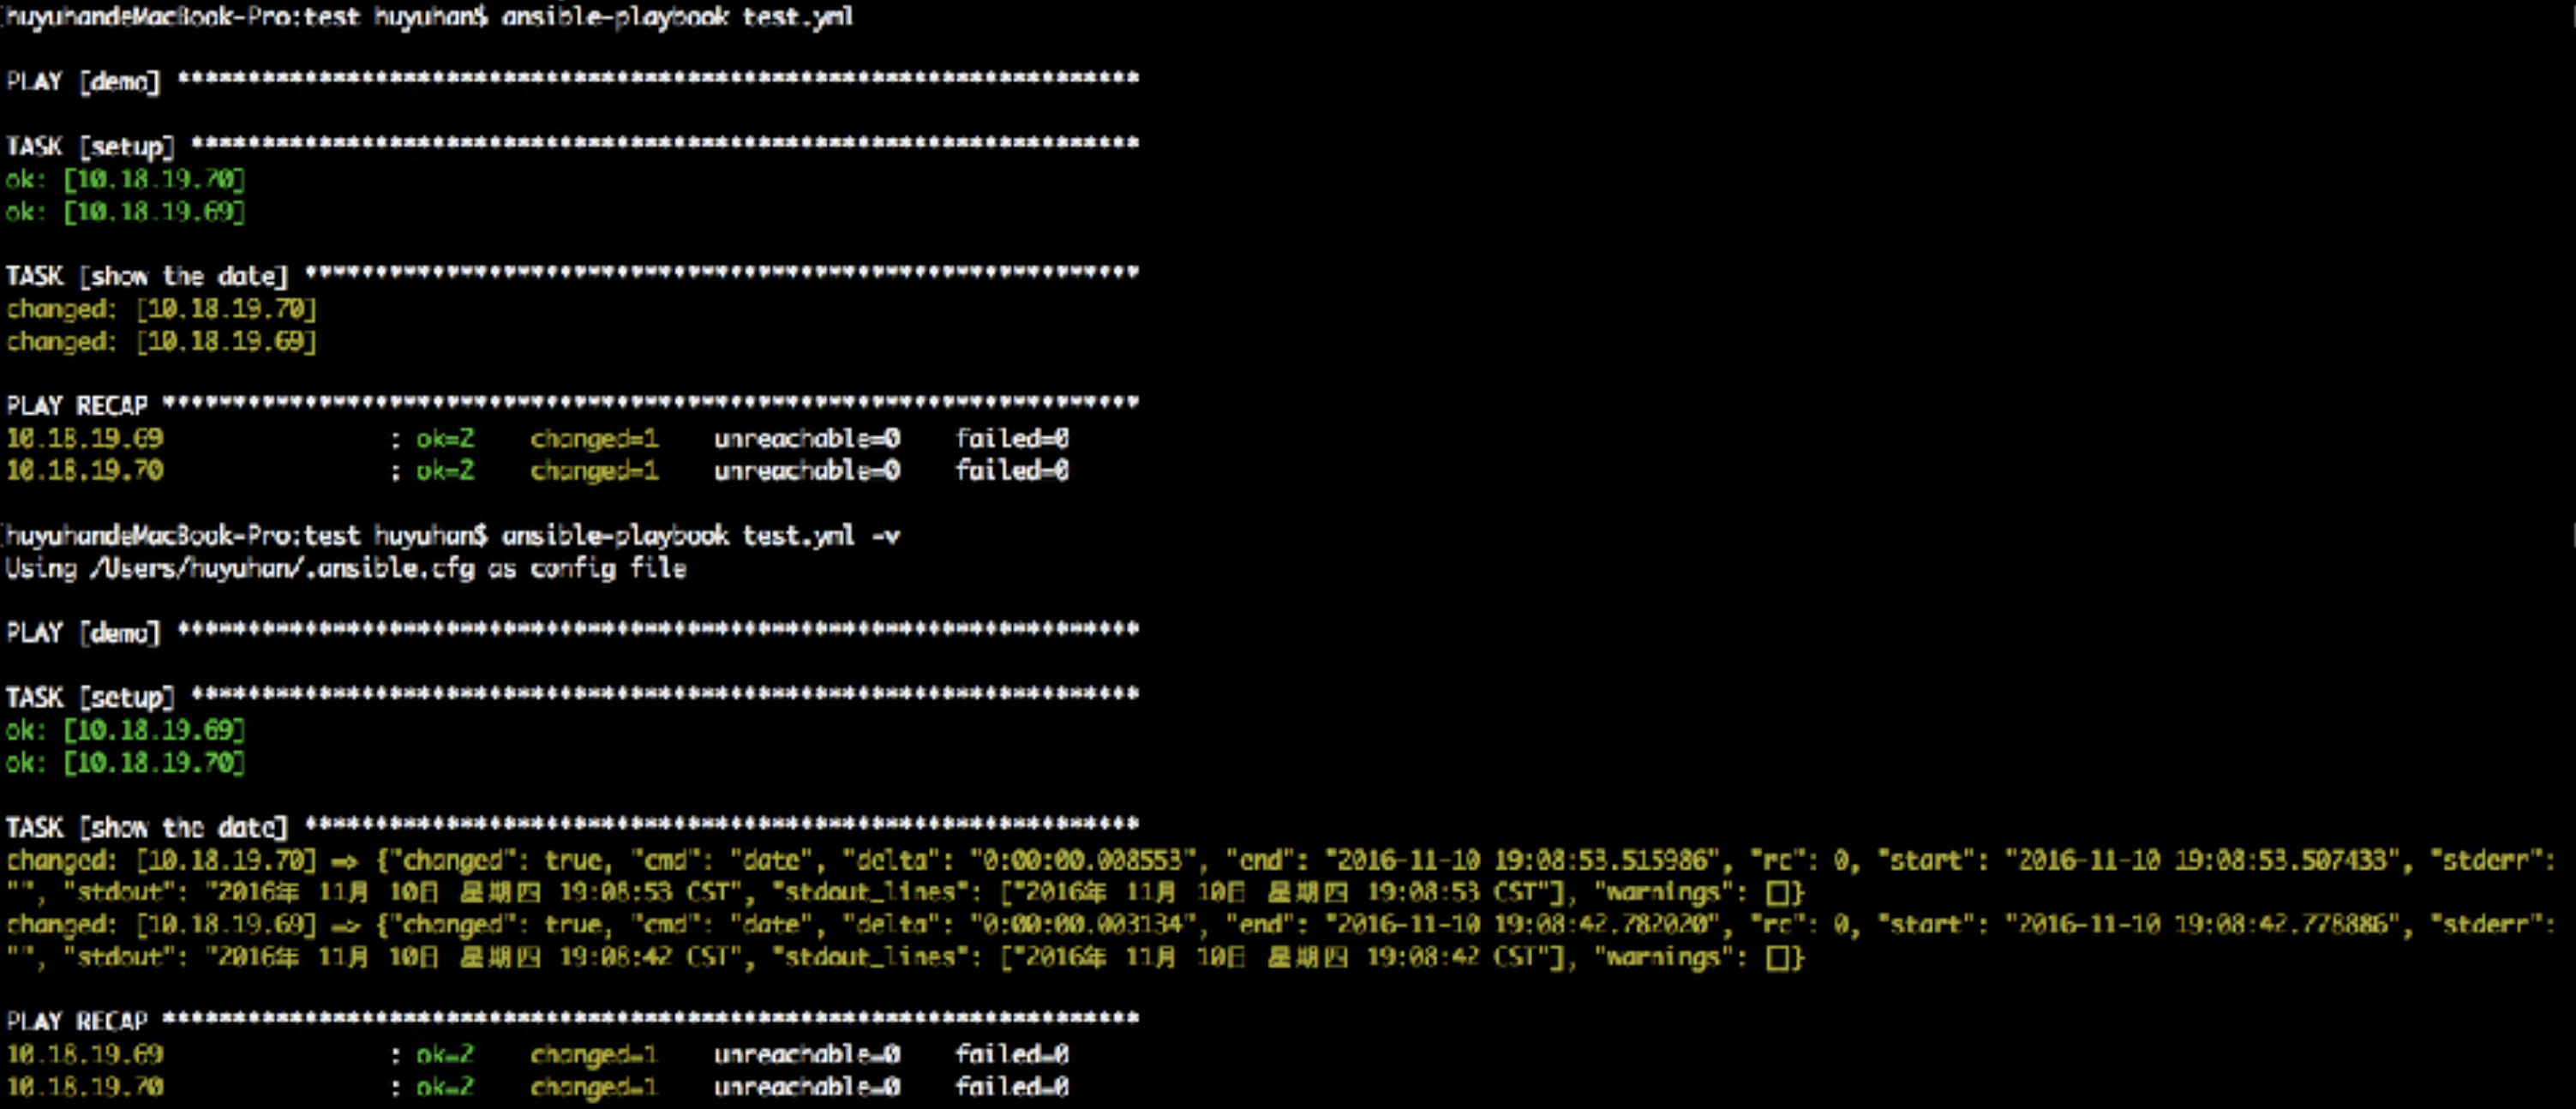 huyuhandeMacBook-Pro:test huyuhan$ ansible-playbook test.yml
PLAY [demo] ********************************************************************
TASK [setup] *******************************************************************
ok: [10.18.19.70]
ok: [10.18.19.69]
TASK [show the date] ***********************************************************
changed: [10.18.19.70]
changed: [10.18.19.69]
PLAY RECAP *********************************************************************
10.18.19.69                : ok=2    changed=1    unreachable=0    failed=0
10.18.19.70                : ok=2    changed=1    unreachable=0    failed=0
huyuhandeMacBook-Pro:test huyuhan$ ansible-playbook test.yml -v
Using /Users/huyuhan/.ansible.cfg as config file
PLAY [demo] ********************************************************************
TASK [setup] *******************************************************************
ok: [10.18.19.69]
ok: [10.18.19.70]
TASK [show the date] ***********************************************************
changed: [10.18.19.70] => {"changed": true, "cmd": "date", "delta": "0:00:00.008553", "end": "2016-11-10 19:08:53.515986", "rc": 0, "start": "2016-11-10 19:08:53.507433", "stderr":
"", "stdout": "2016年 11月 10日 星期四 19:08:53 CST", "stdout_lines": ["2016年 11月 10日 星期四 19:08:53 CST"], "warnings": []}
changed: [10.18.19.69] => {"changed": true, "cmd": "date", "delta": "0:00:00.003134", "end": "2016-11-10 19:08:42.782020", "rc": 0, "start": "2016-11-10 19:08:42.778886", "stderr":
"", "stdout": "2016年 11月 10日 星期四 19:08:42 CST", "stdout_lines": ["2016年 11月 10日 星期四 19:08:42 CST"], "warnings": []}
PLAY RECAP *********************************************************************
10.18.19.69                : ok=2    changed=1    unreachable=0    failed=0
10.18.19.70                : ok=2    changed=1    unreachable=0    failed=0